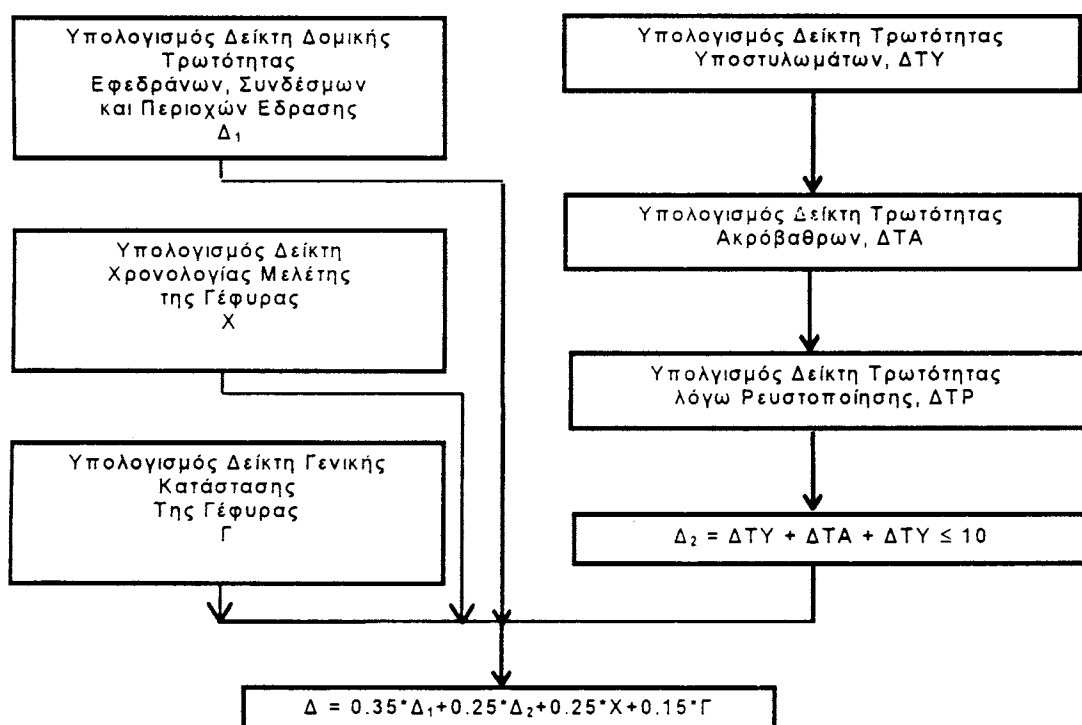 Υπολογισμός Δείκτη Δομικής
Τρωτότητας
Εφεδράνων, Συνδέσμων
και Περιοχών Εδρασης
Δ₁
Υπολογισμός Δείκτη
Χρονολογίας Μελέτης
της Γέφυρας
Χ
Υπολογισμός Δείκτη Γενικής
Κατάστασης
Της Γέφυρας
Γ
Υπολογισμός Δείκτη Τρωτότητας
Υποστυλωμάτων, ΔΤΥ
Υπολογισμός Δείκτη Τρωτότητας
Ακρόβαθρων, ΔΤΑ
Υπολγισμός Δείκτη Τρωτότητας
λόγω Ρευστοποίησης, ΔΤΡ
Δ₂ = ΔΤΥ + ΔΤΑ + ΔΤΥ ≤ 10
Δ = 0.35*Δ₁+0.25*Δ₂+0.25*Χ+0.15*Γ